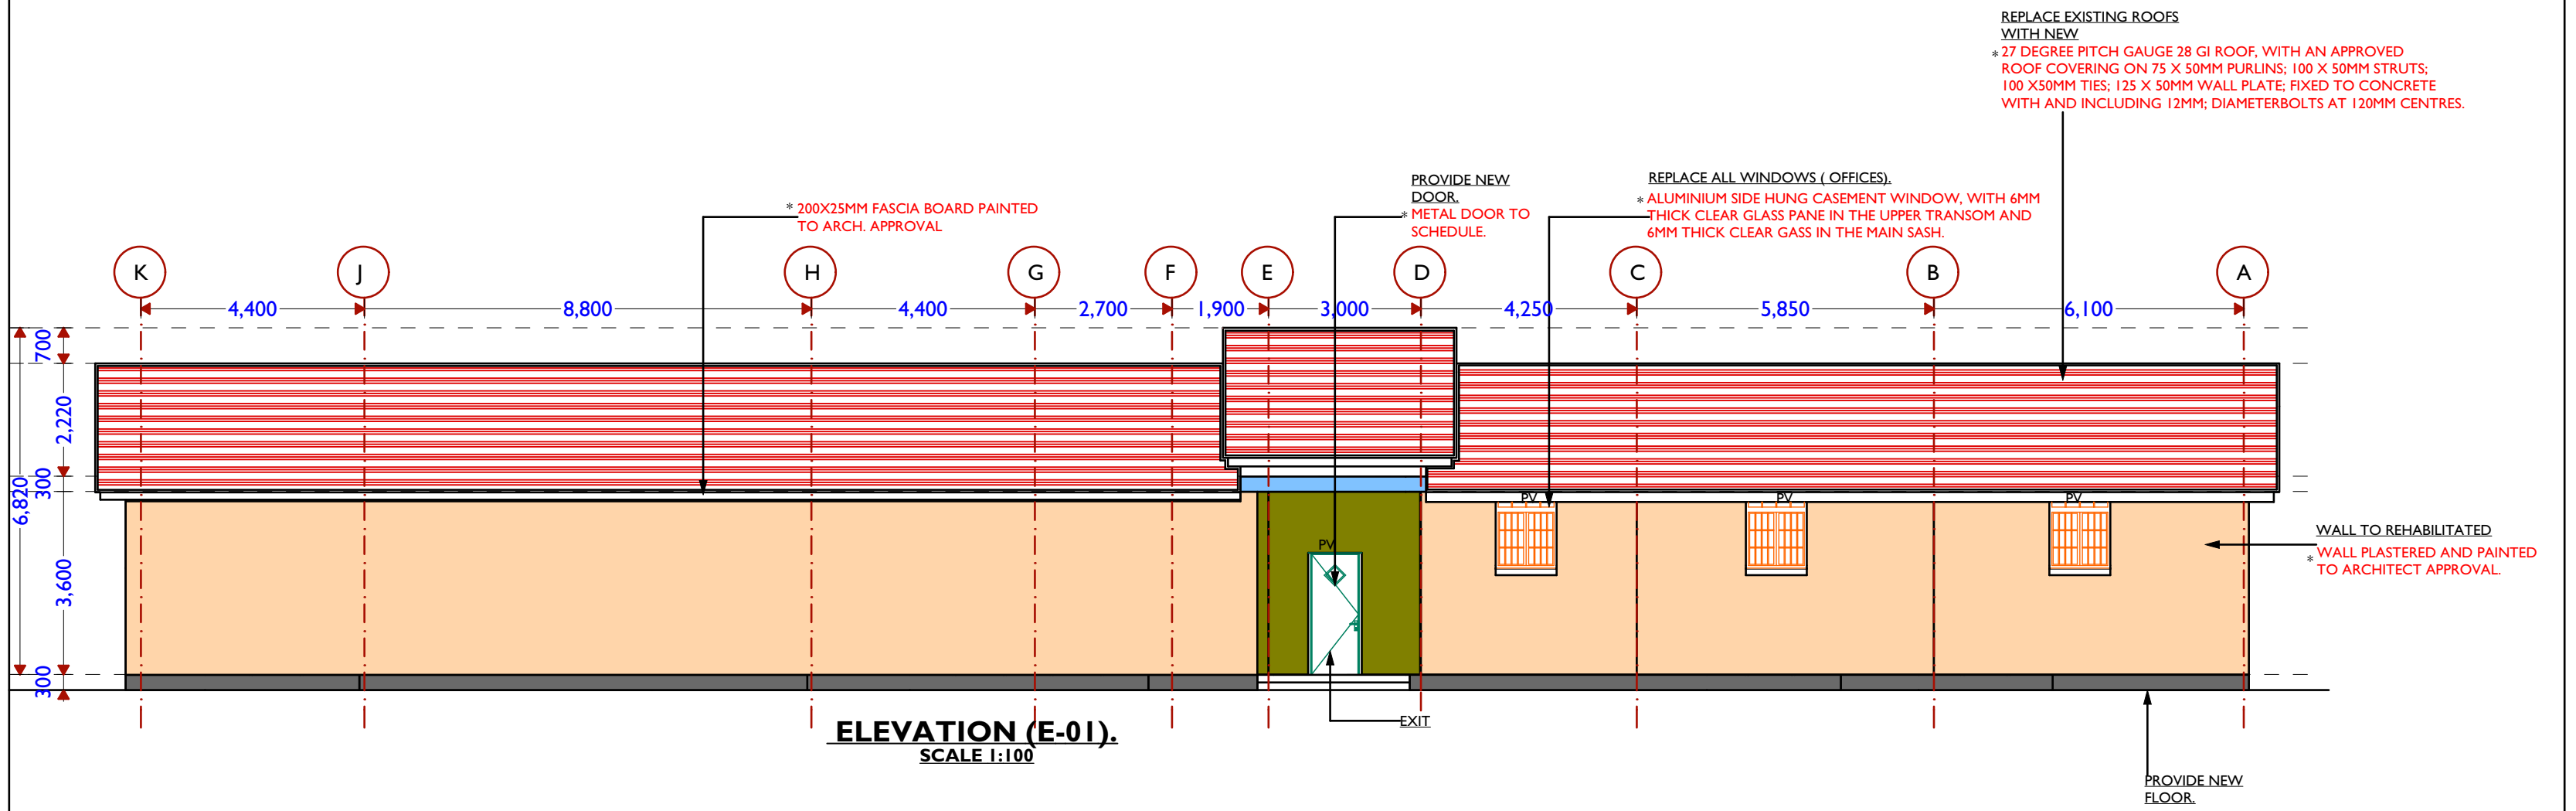 REPLACE EXISTING ROOFS
WITH NEW
* 27 DEGREE PITCH GAUGE 28 GI ROOF, WITH AN APPROVED
ROOF COVERING ON 75 X 50MM PURLINS; 100 X 50MM STRUTS;
100 X50MM TIES; 125 X 50MM WALL PLATE; FIXED TO CONCRETE
WITH AND INCLUDING 12MM; DIAMETERBOLTS AT 120MM CENTRES.
PROVIDE NEW
DOOR.
* METAL DOOR TO
SCHEDULE.
REPLACE ALL WINDOWS ( OFFICES).
* ALUMINIUM SIDE HUNG CASEMENT WINDOW, WITH 6MM
THICK CLEAR GLASS PANE IN THE UPPER TRANSOM AND
6MM THICK CLEAR GASS IN THE MAIN SASH.
* 200X25MM FASCIA BOARD PAINTED
TO ARCH. APPROVAL
K J H G F E D C B A
4,400 8,800 4,400 2,700 1,900 3,000 4,250 5,850 6,100
700
2,220
300
6,820
3,600
300
PV PV PV
PV
WALL TO REHABILITATED
* WALL PLASTERED AND PAINTED
TO ARCHITECT APPROVAL.
EXIT
ELEVATION (E-01).
SCALE 1:100
PROVIDE NEW
FLOOR.